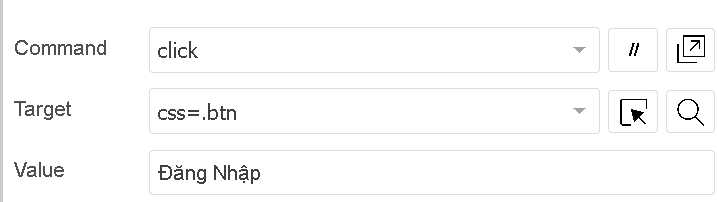 Command click //
Target css=.btn
Value Đăng Nhập